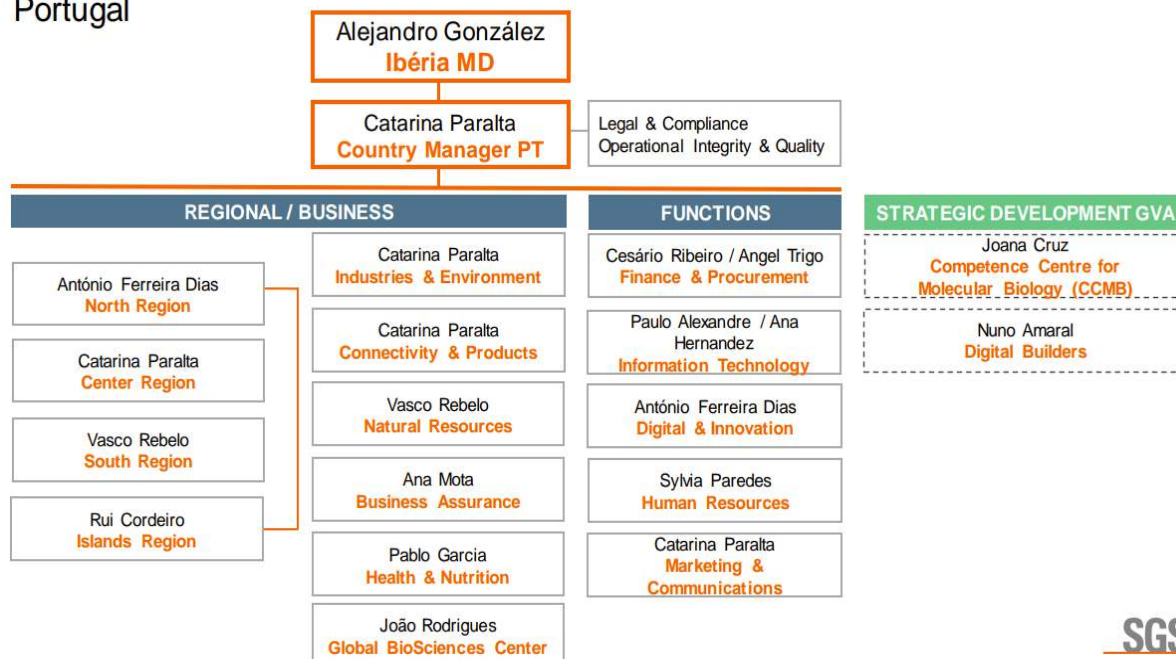 Portugal
Alejandro González
Ibéria MD
Catarina Paralta
Country Manager PT
Legal & Compliance
Operational Integrity & Quality
REGIONAL / BUSINESS
António Ferreira Dias
North Region
Catarina Paralta
Center Region
Vasco Rebelo
South Region
Rui Cordeiro
Islands Region
Catarina Paralta
Industries & Environment
Catarina Paralta
Connectivity & Products
Vasco Rebelo
Natural Resources
Ana Mota
Business Assurance
Pablo Garcia
Health & Nutrition
João Rodrigues
Global BioSciences Center
FUNCTIONS
Cesário Ribeiro / Angel Trigo
Finance & Procurement
Paulo Alexandre / Ana
Hernandez
Information Technology
António Ferreira Dias
Digital & Innovation
Sylvia Paredes
Human Resources
Catarina Paralta
Marketing &
Communications
STRATEGIC DEVELOPMENT GVA
Joana Cruz
Competence Centre for
Molecular Biology (CCMB)
Nuno Amaral
Digital Builders
SGS